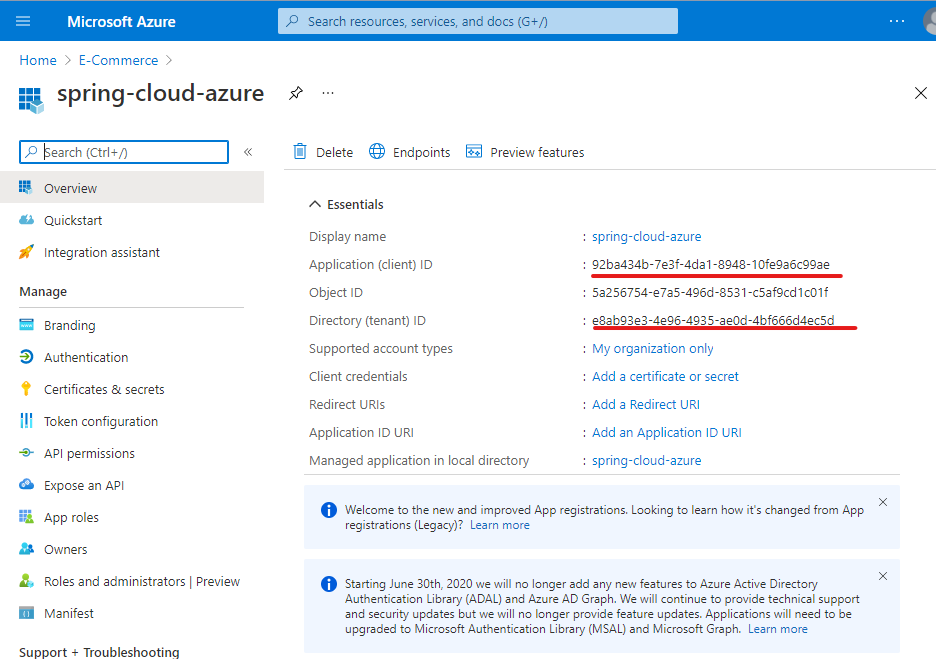 Microsoft Azure
Search resources, services, and docs (G+/)
Home > E-Commerce >
spring-cloud-azure
Search (Ctrl+/)
Overview
Quickstart
Integration assistant
Manage
Branding
Authentication
Certificates & secrets
Token configuration
API permissions
Expose an API
App roles
Owners
Roles and administrators | Preview
Manifest
Support + Troubleshooting
Delete
Endpoints
Preview features
Essentials
Display name : spring-cloud-azure
Application (client) ID : 92ba434b-7e3f-4da1-8948-10fe9a6c99ae
Object ID : 5a256754-e7a5-496d-8531-c5af9cd1c01f
Directory (tenant) ID : e8ab93e3-4e96-4935-ae0d-4bf666d4ec5d
Supported account types : My organization only
Client credentials : Add a certificate or secret
Redirect URIs : Add a Redirect URI
Application ID URI : Add an Application ID URI
Managed application in local directory : spring-cloud-azure
Welcome to the new and improved App registrations. Looking to learn how it's changed from App
registrations (Legacy)? Learn more
Starting June 30th, 2020 we will no longer add any new features to Azure Active Directory
Authentication Library (ADAL) and Azure AD Graph. We will continue to provide technical support
and security updates but we will no longer provide feature updates. Applications will need to be
upgraded to Microsoft Authentication Library (MSAL) and Microsoft Graph. Learn more